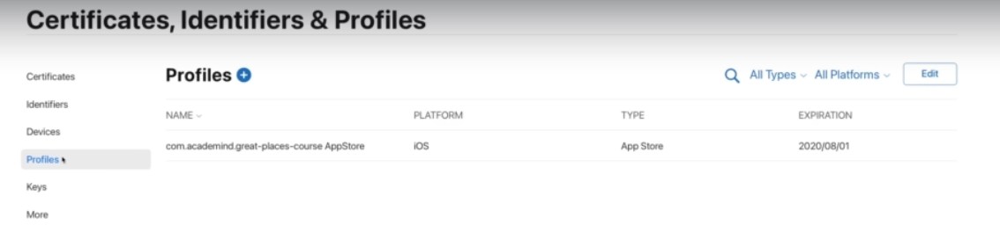 Certificates, Identifiers & Profiles
Certificates
Identifiers
Devices
Profiles
Keys
More
Profiles
All Types
All Platforms
Edit
NAME PLATFORM TYPE EXPIRATION
com.academind.great-places-course AppStore iOS App Store 2020/08/01